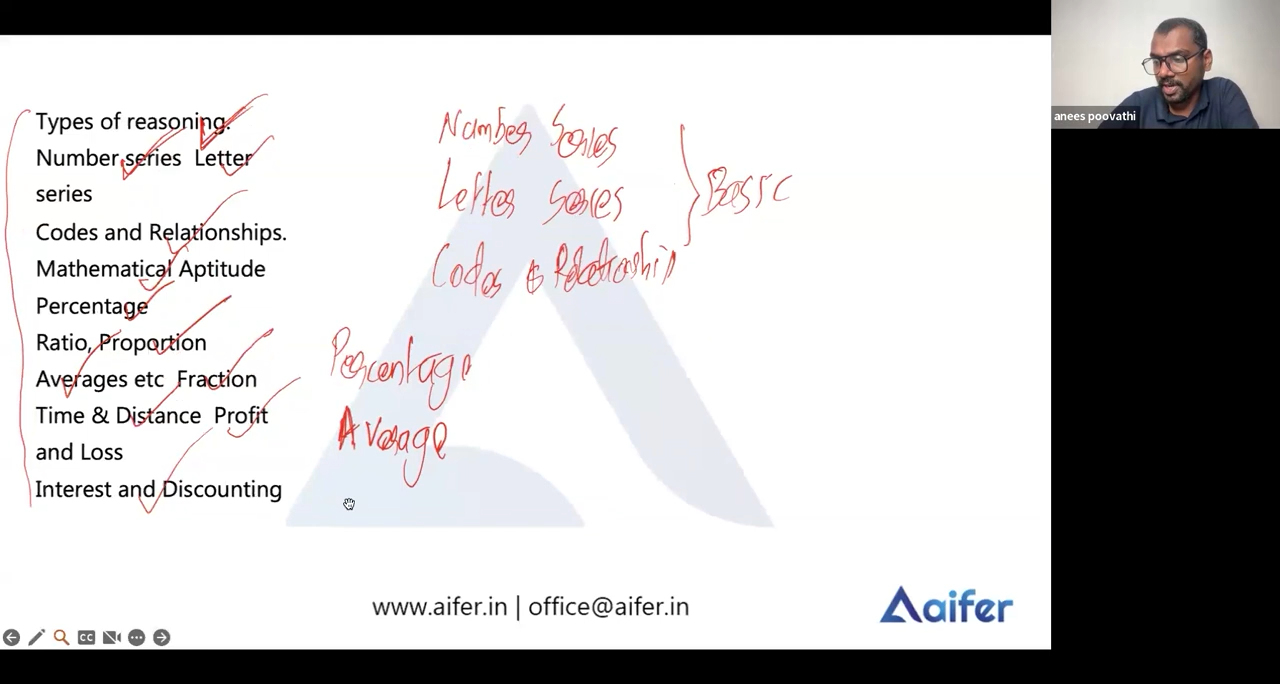 anees poovathi
Types of reasoning.
Number series Letter
series
Codes and Relationships.
Mathematical Aptitude
Percentage
Ratio, Proportion
Averages etc Fraction
Time & Distance Profit
and Loss
Interest and Discounting
Number Series
Letter Series
Codes & Relationship
Basic
Percentage
Average
www.aifer.in | office@aifer.in
aifer
CC